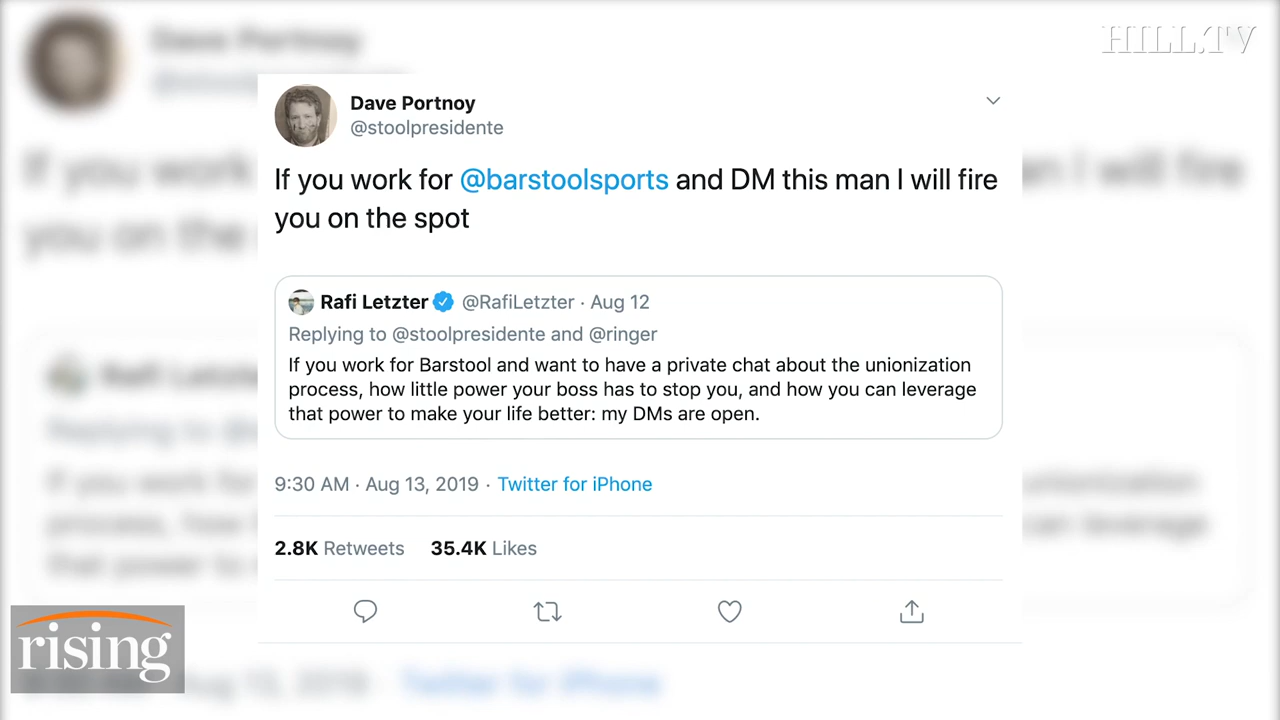 HILL.TV
Dave Portnoy
@stoolpresidente
If you work for @barstoolsports and DM this man I will fire
you on the spot
Rafi Letzter @RafiLetzter · Aug 12
Replying to @stoolpresidente and @ringer
If you work for Barstool and want to have a private chat about the unionization
process, how little power your boss has to stop you, and how you can leverage
that power to make your life better: my DMs are open.
9:30 AM · Aug 13, 2019 · Twitter for iPhone
2.8K Retweets 35.4K Likes
rising